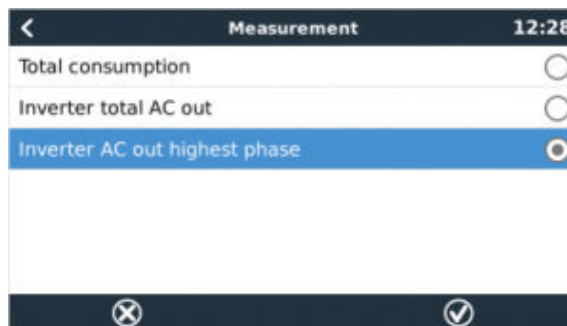 Measurement 12:28
Total consumption
Inverter total AC out
Inverter AC out highest phase